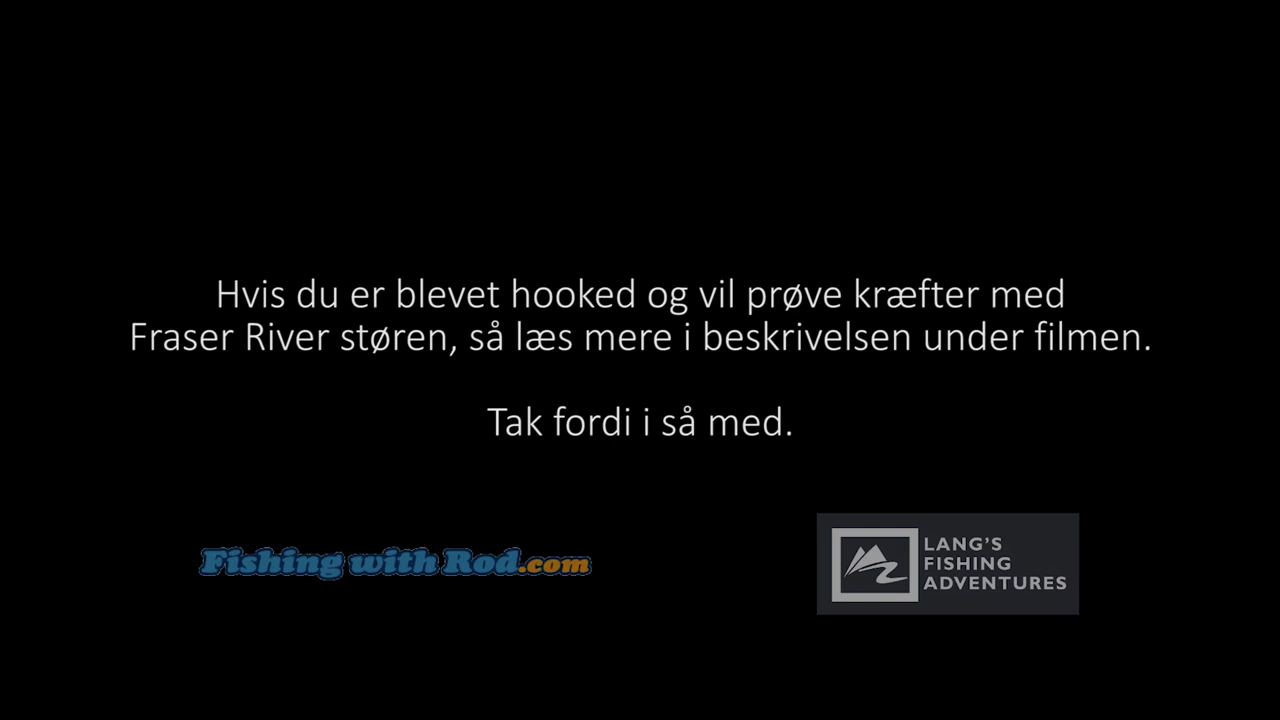 Hvis du er blevet hooked og vil prøve kræfter med
Fraser River støren, så læs mere i beskrivelsen under filmen.
Tak fordi i så med.
Fishing with Rod.com
LANG'S
FISHING
ADVENTURES